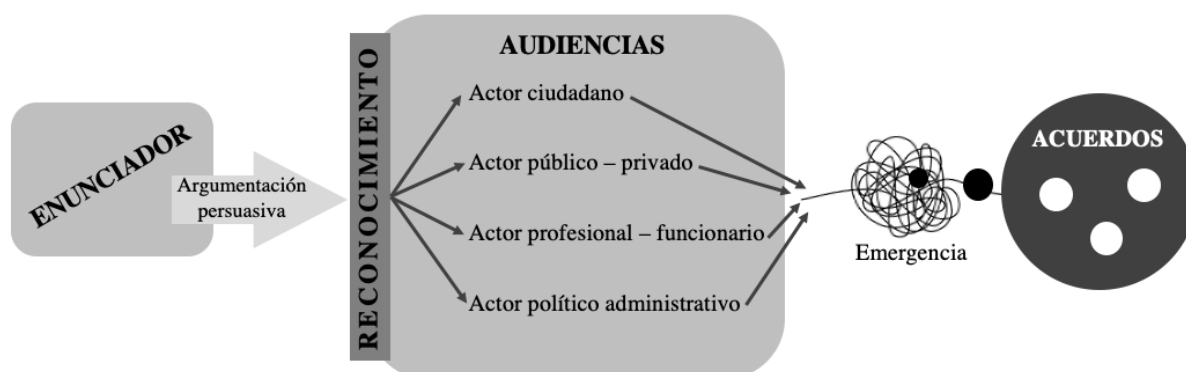 ENUNCIADOR
Argumentación
persuasiva
RECONOCIMIENTO
AUDIENCIAS
Actor ciudadano
Actor público – privado
Actor profesional – funcionario
Actor político administrativo
Emergencia
ACUERDOS